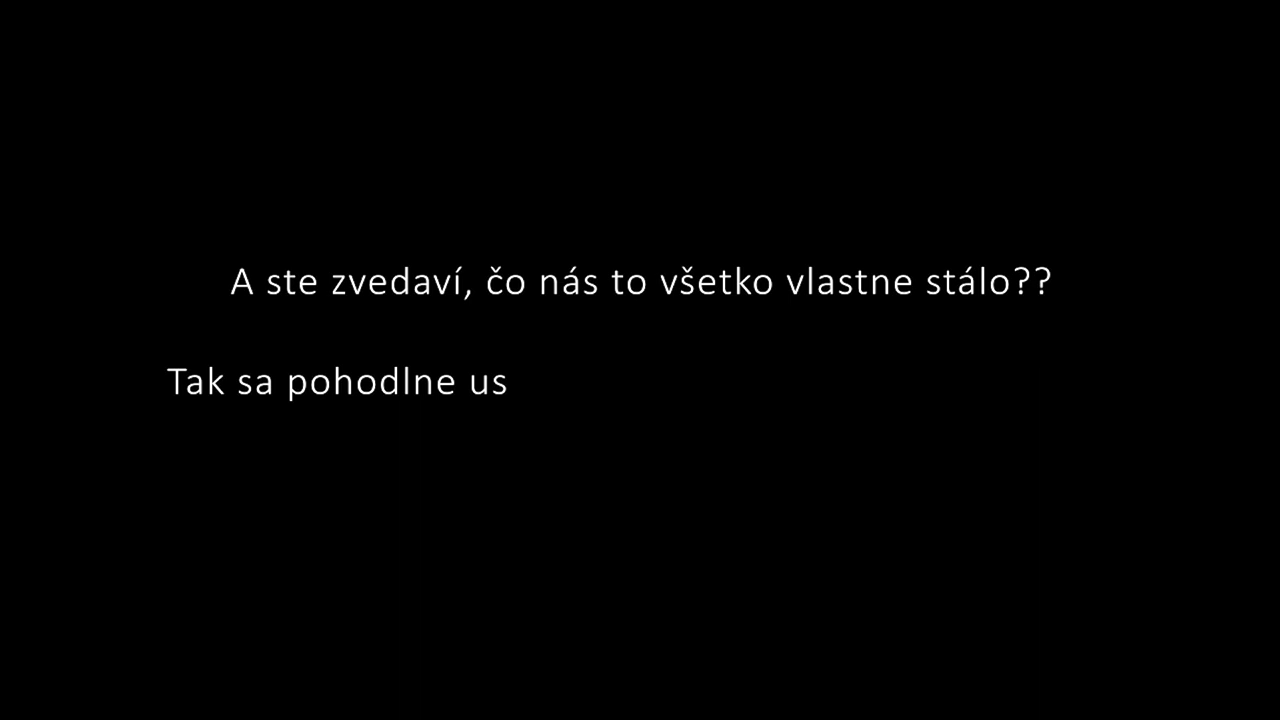 A ste zvedaví, čo nás to všetko vlastne stálo??
Tak sa pohodlne us